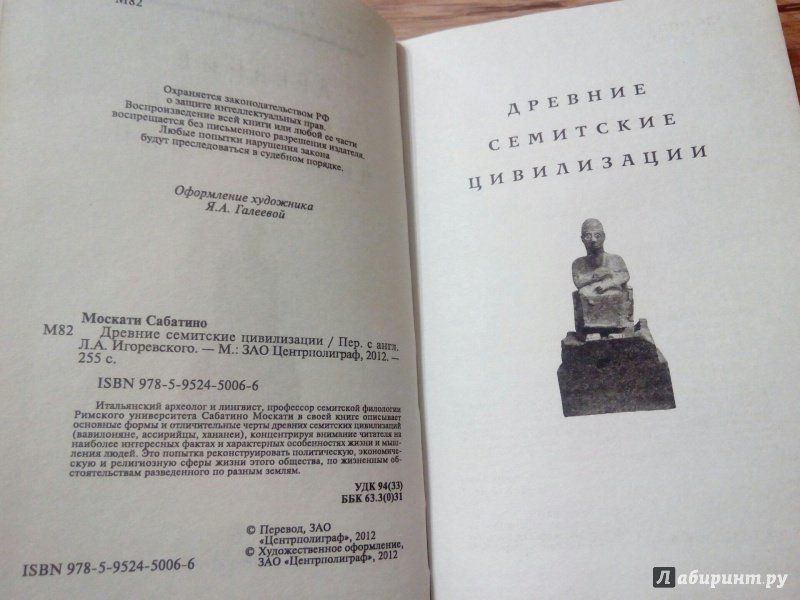 М82
Охраняется законодательством РФ
о защите интеллектуальных прав.
Воспроизведение всей книги или любой ее части
воспрещается без письменного разрешения издателя.
Любые попытки нарушения закона
будут преследоваться в судебном порядке.
Оформление художника
Я.А. Галеевой
Москати Сабатино
М82 Древние семитские цивилизации / Пер. с англ.
Л.А. Игоревского. — М.: ЗАО Центрполиграф, 2012. —
255 с.
ISBN 978-5-9524-5006-6
Итальянский археолог и лингвист, профессор семитской филологии
Римского университета Сабатино Москати в своей книге описывает
основные формы и отличительные черты древних семитских цивилизаций
(вавилоняне, ассирийцы, ханаанеи), концентрируя внимание читателя на
наиболее интересных фактах и характерных особенностях жизни и мыш-
ления людей. Это попытка реконструировать политическую, экономичес-
кую и религиозную сферы жизни этого общества, по жизненным об-
стоятельствам разведенного по разным землям.
УДК 94(33)
ББК 63.3(0)31
© Перевод, ЗАО
«Центрполиграф», 2012
© Художественное оформление,
ЗАО «Центрполиграф», 2012
ISBN 978-5-9524-5006-6
ДРЕВНИЕ
СЕМИТСКИЕ
ЦИВИЛИЗАЦИИ
Лабиринт.ру